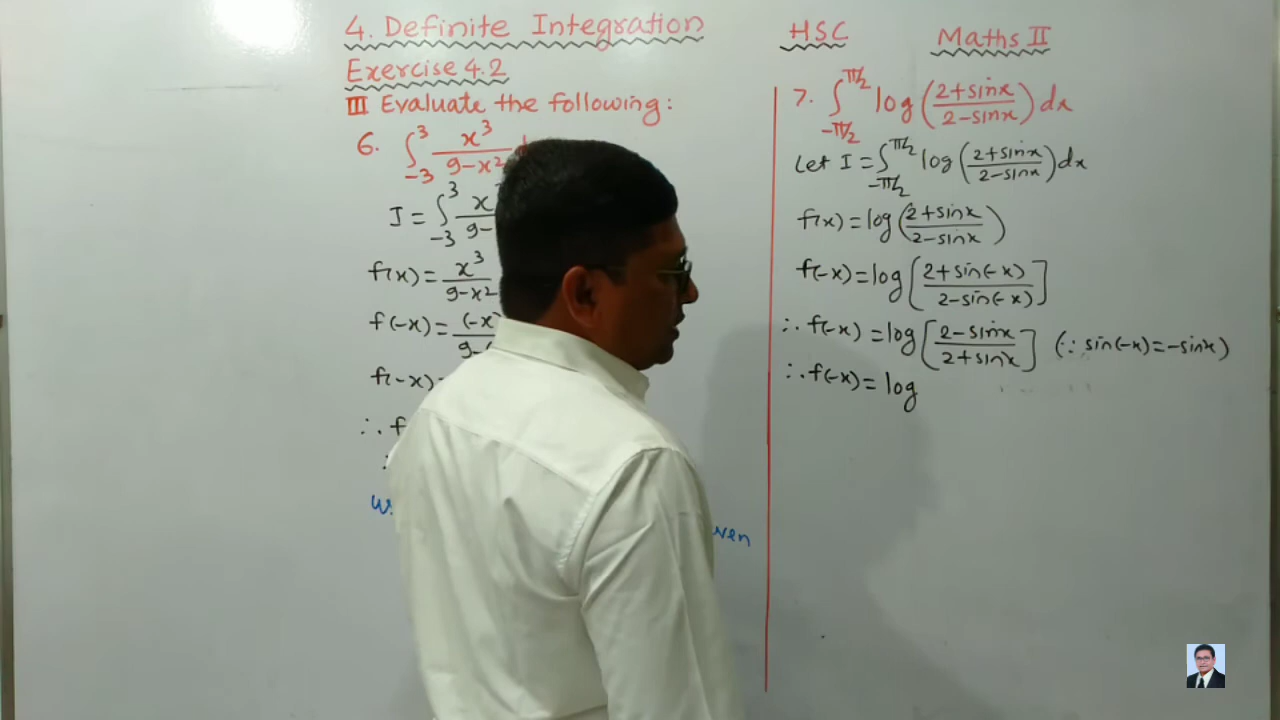 4. Definite Integration
HSC
Maths II
Exercise 4.2
III Evaluate the following:
6. ∫_{-3}^{3} x³/(9-x²)
I = ∫_{-3}^{3}
f(x) = x³/(9-x²)
f(-x) =
f(-x) =
7. ∫_{-π/2}^{π/2} log((2+sinx)/(2-sinx)) dx
Let I = ∫_{-π/2}^{π/2} log((2+sinx)/(2-sinx)) dx
f(x) = log((2+sinx)/(2-sinx))
f(-x) = log[(2+sin(-x))/(2-sin(-x))]
∴ f(-x) = log[(2-sinx)/(2+sinx)] (∵ sin(-x) = -sinx)
∴ f(-x) = log